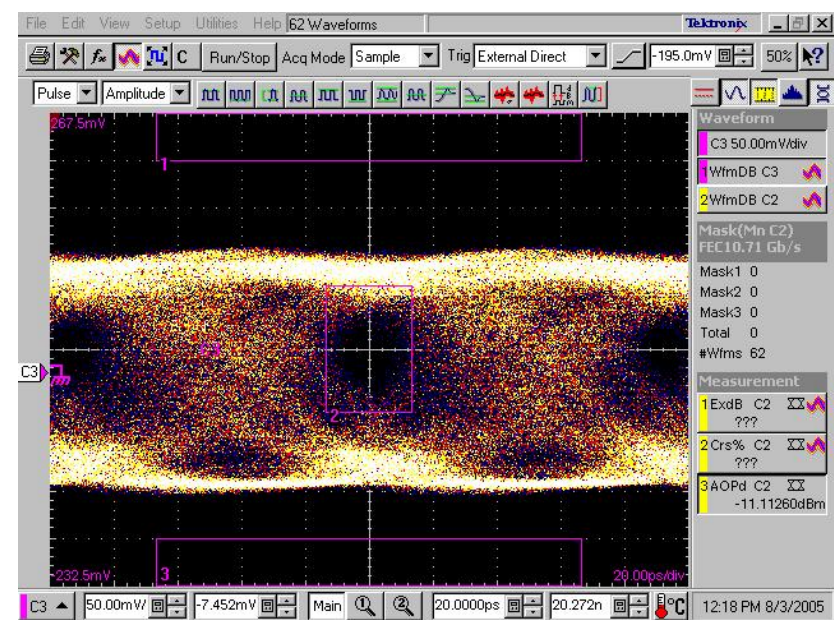 File Edit View Setup Utilities Help 62 Waveforms Tektronix
C Run/Stop Acq Mode Sample Trig External Direct -195.0mV 50% ?
Pulse Amplitude
267.5mV
1
C3
2
C3
-232.5mV 3 20.00ps/div
Waveform
C3 50.00mV/div
1 WfmDB C3
2 WfmDB C2
Mask(Mn C2)
FEC10.71 Gb/s
Mask1 0
Mask2 0
Mask3 0
Total 0
#Wfms 62
Measurement
1 ExdB C2
???
2 Crs% C2
???
3 AOPd C2
-11.11260dBm
C3 50.00mV/ -7.452mV Main 1 2 20.0000ps 20.272n °C 12:18 PM 8/3/2005